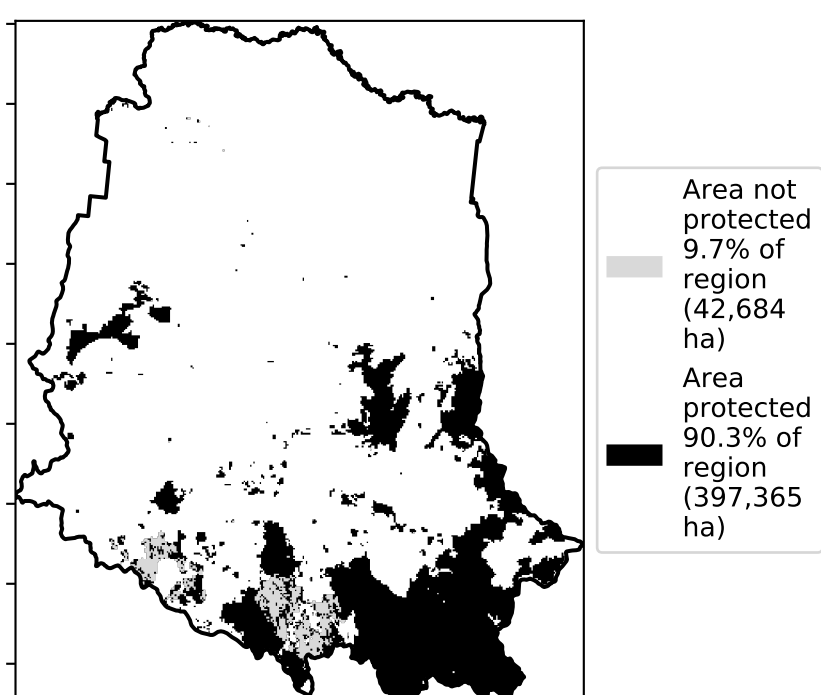 Area not
protected
9.7% of
region
(42,684
ha)
Area
protected
90.3% of
region
(397,365
ha)